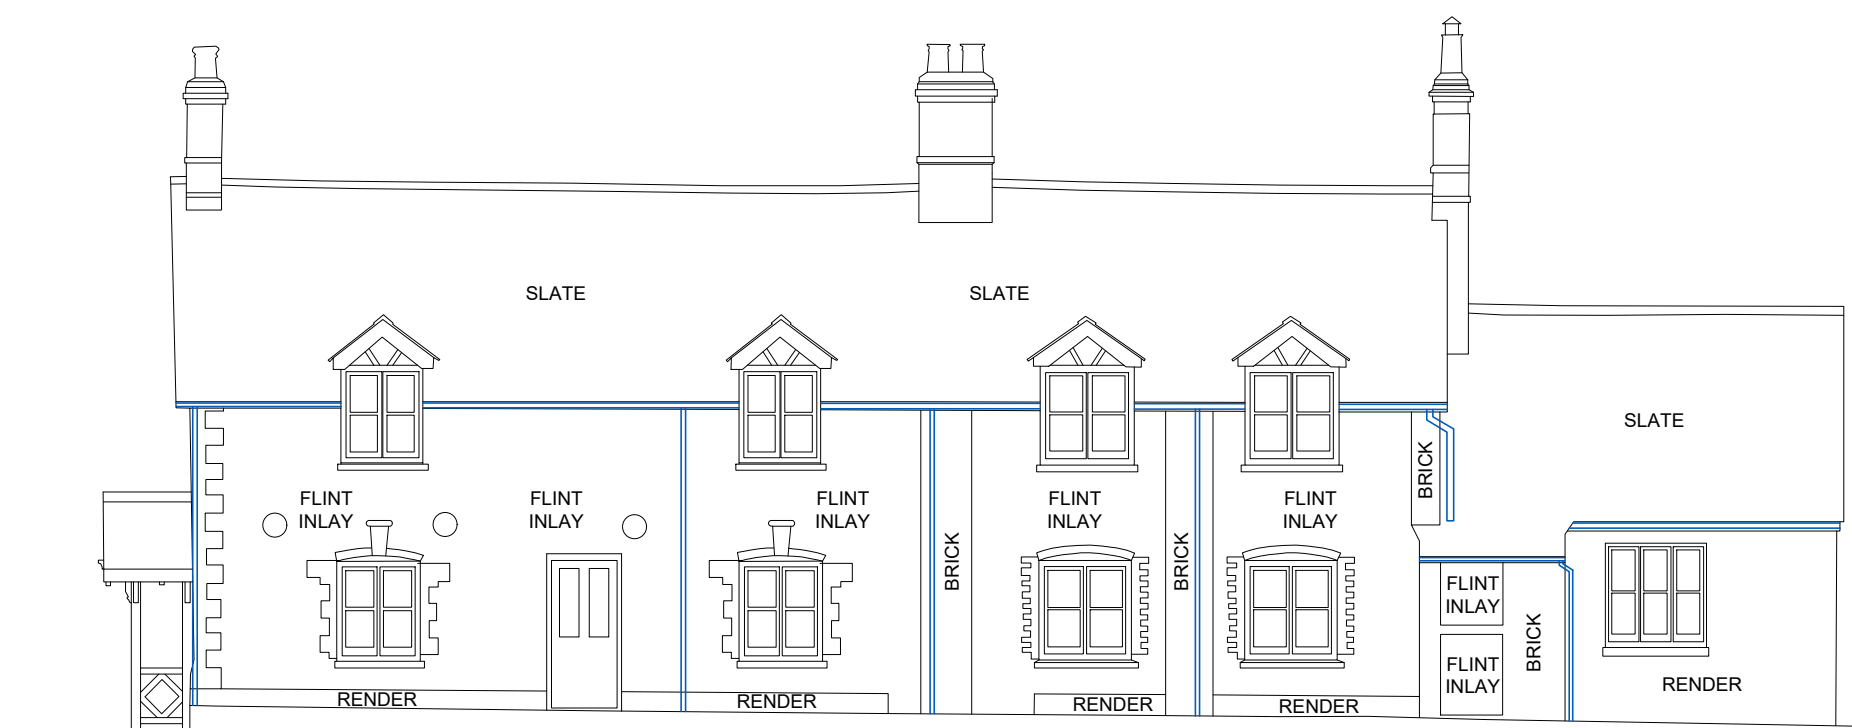 SLATE
SLATE
SLATE
FLINT
INLAY
FLINT
INLAY
FLINT
INLAY
FLINT
INLAY
FLINT
INLAY
BRICK
BRICK
BRICK
FLINT
INLAY
FLINT
INLAY
BRICK
RENDER
RENDER
RENDER
RENDER
RENDER